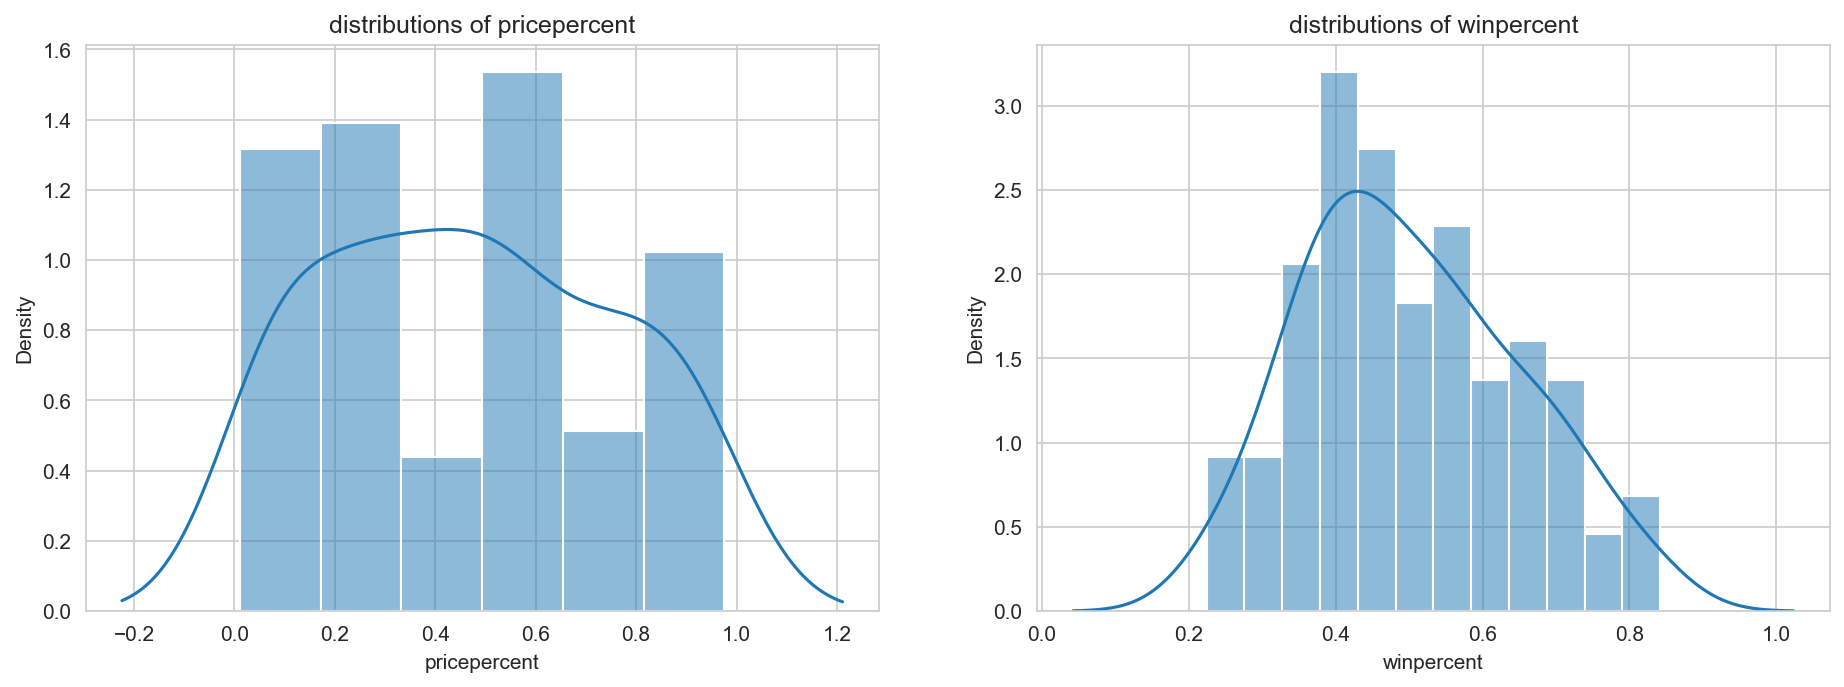 distributions of pricepercent
1.6
1.4
1.2
1.0
0.8
0.6
0.4
0.2
0.0
Density
−0.2 0.0 0.2 0.4 0.6 0.8 1.0 1.2
pricepercent
distributions of winpercent
3.0
2.5
2.0
1.5
1.0
0.5
0.0
Density
0.0 0.2 0.4 0.6 0.8 1.0
winpercent